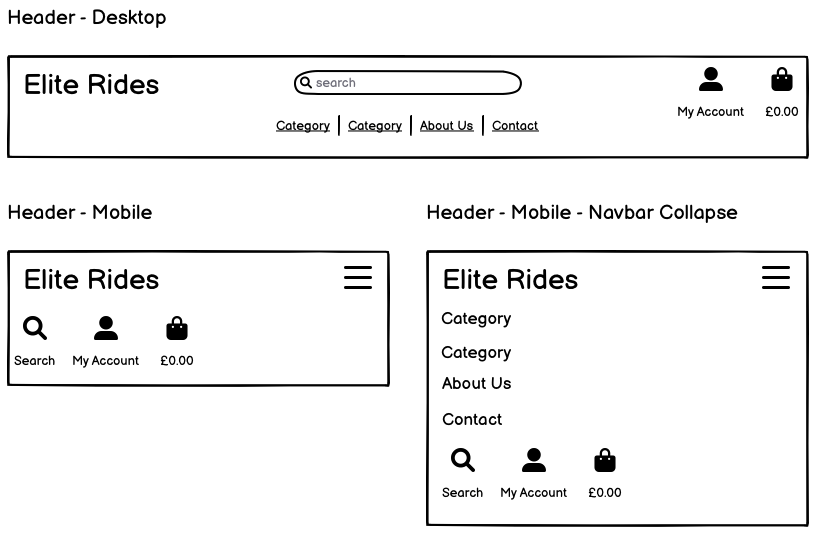 Header - Desktop
Elite Rides
search
My Account
£0.00
Category Category About Us Contact
Header - Mobile
Elite Rides
Search My Account £0.00
Header - Mobile - Navbar Collapse
Elite Rides
Category
Category
About Us
Contact
Search My Account £0.00